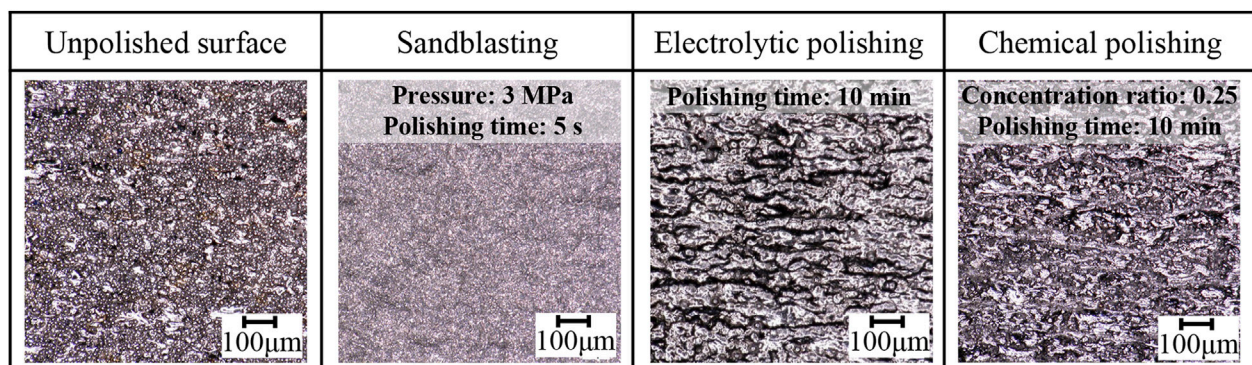 Unpolished surface
Sandblasting
Electrolytic polishing
Chemical polishing
Pressure: 3 MPa
Polishing time: 5 s
Polishing time: 10 min
Concentration ratio: 0.25
Polishing time: 10 min
100μm
100μm
100μm
100μm